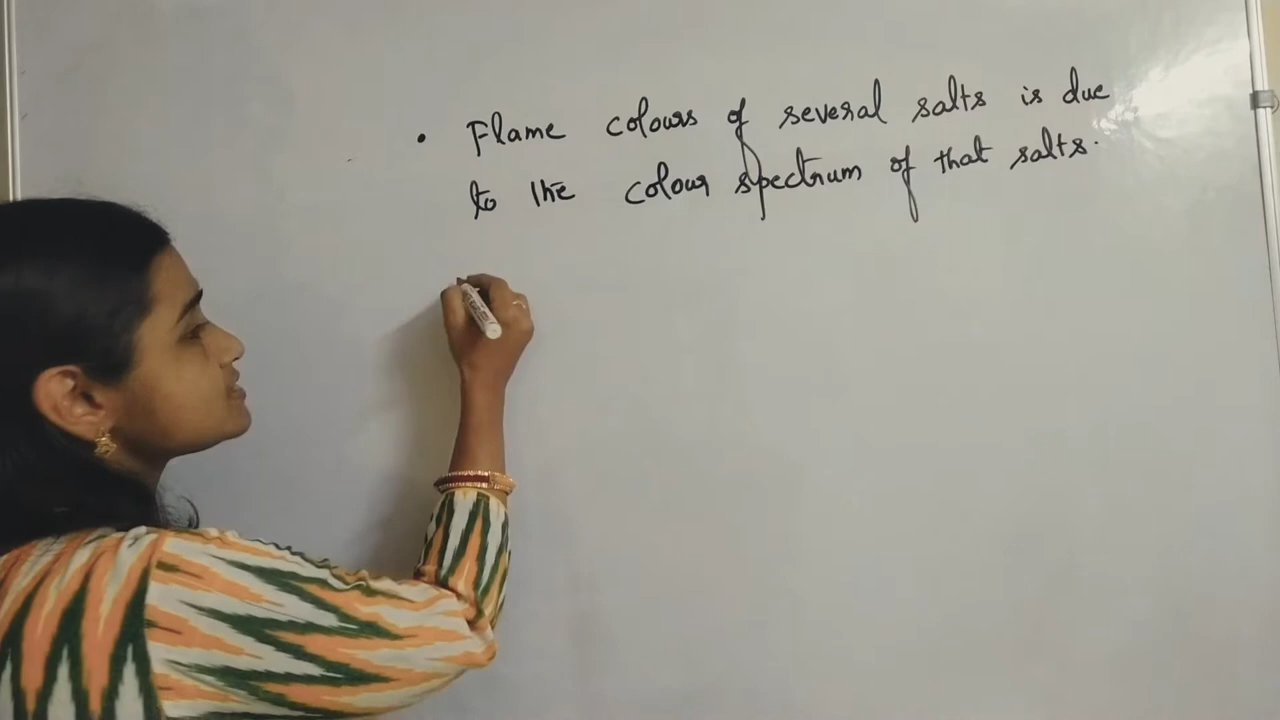 • Flame colours of several salts is due
to the colour spectrum of that salts.